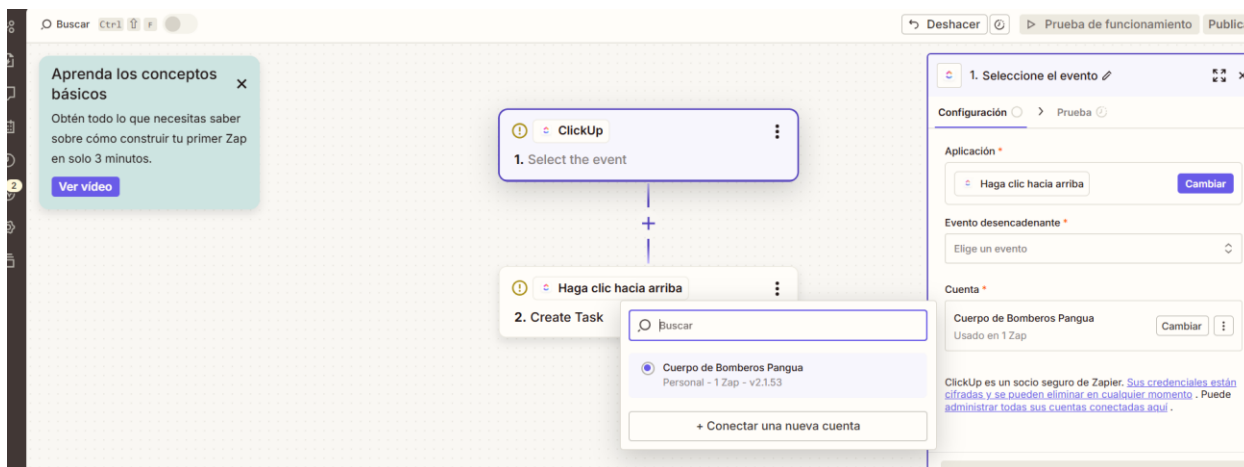 Buscar Ctrl ⇧ F
Deshacer
Prueba de funcionamiento
Aprenda los conceptos
básicos
Obtén todo lo que necesitas saber
sobre cómo construir tu primer Zap
en solo 3 minutos.
Ver vídeo
2
ClickUp
1. Select the event
Haga clic hacia arriba
2. Create Task
Buscar
Cuerpo de Bomberos Pangua
Personal - 1 Zap - v2.1.53
+ Conectar una nueva cuenta
1. Seleccione el evento
Configuración > Prueba
Aplicación *
Haga clic hacia arriba
Cambiar
Evento desencadenante *
Elige un evento
Cuenta *
Cuerpo de Bomberos Pangua
Usado en 1 Zap
Cambiar
ClickUp es un socio seguro de Zapier. Sus credenciales están
cifradas y se pueden eliminar en cualquier momento . Puede
administrar todas sus cuentas conectadas aquí .